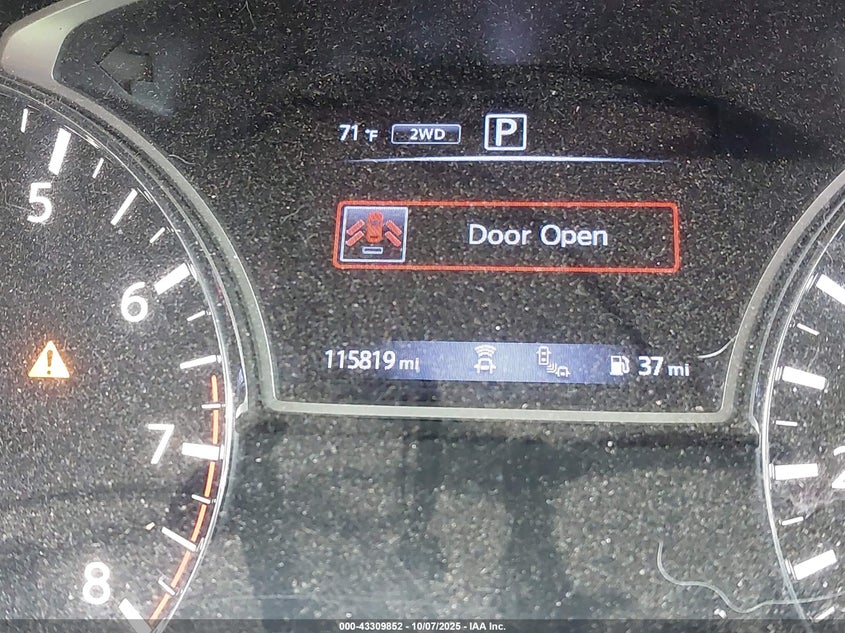 71 °F 2WD P
5
Door Open
6
115819 mi 37 mi
7
8
000-43309852 - 10/07/2025 - IAA Inc.